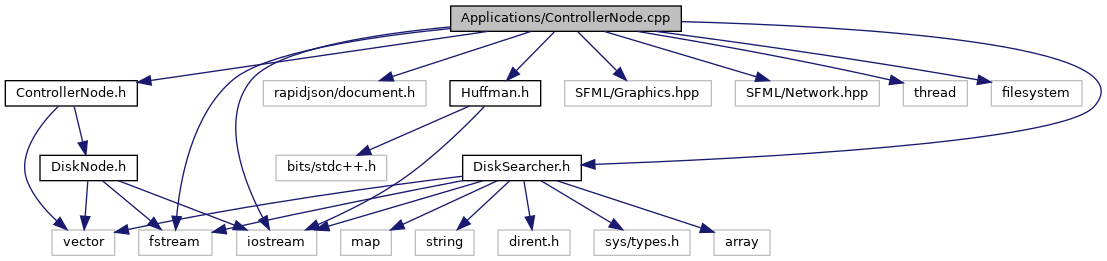 Applications/ControllerNode.cpp
ControllerNode.h
rapidjson/document.h
Huffman.h
SFML/Graphics.hpp
SFML/Network.hpp
thread
filesystem
DiskNode.h
bits/stdc++.h
DiskSearcher.h
vector
fstream
iostream
map
string
dirent.h
sys/types.h
array